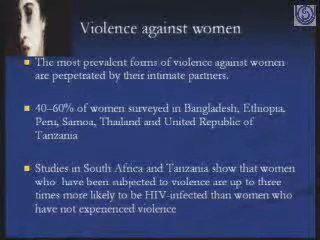 Violence against women
The most prevalent forms of violence against women
are perpetrated by their intimate partners.
40-60% of women surveyed in Bangladesh, Ethiopia,
Peru, Samoa, Thailand and United Republic of
Tanzania
Studies in South Africa and Tanzania show that women
who have been subjected to violence are up to three
times more likely to be HIV-infected than women who
have not experienced violence